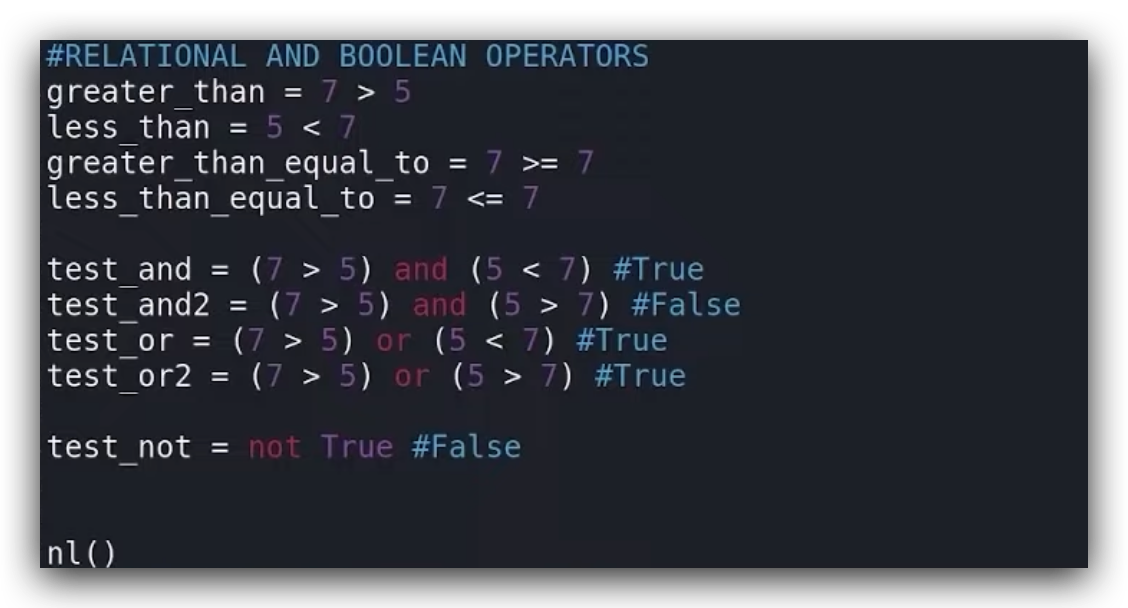 #RELATIONAL AND BOOLEAN OPERATORS
greater_than = 7 > 5
less_than = 5 < 7
greater_than_equal_to = 7 >= 7
less_than_equal_to = 7 <= 7
test_and = (7 > 5) and (5 < 7) #True
test_and2 = (7 > 5) and (5 > 7) #False
test_or = (7 > 5) or (5 < 7) #True
test_or2 = (7 > 5) or (5 > 7) #True
test_not = not True #False
nl()